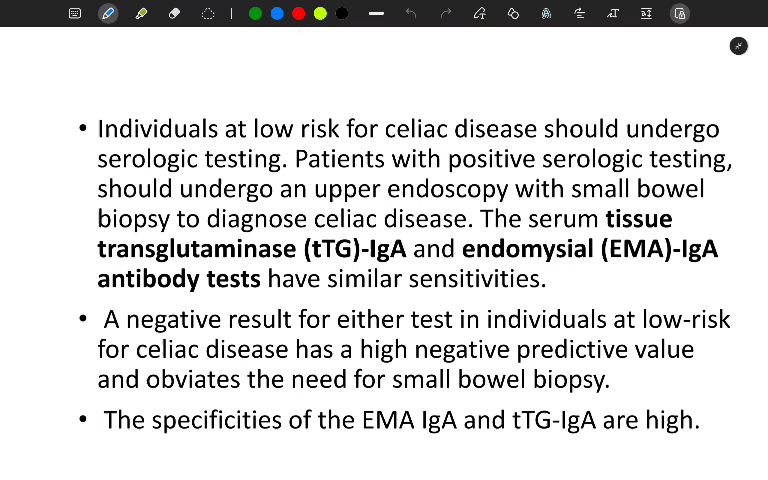 • Individuals at low risk for celiac disease should undergo
serologic testing. Patients with positive serologic testing,
should undergo an upper endoscopy with small bowel
biopsy to diagnose celiac disease. The serum tissue
transglutaminase (tTG)-IgA and endomysial (EMA)-IgA
antibody tests have similar sensitivities.
• A negative result for either test in individuals at low-risk
for celiac disease has a high negative predictive value
and obviates the need for small bowel biopsy.
• The specificities of the EMA IgA and tTG-IgA are high.